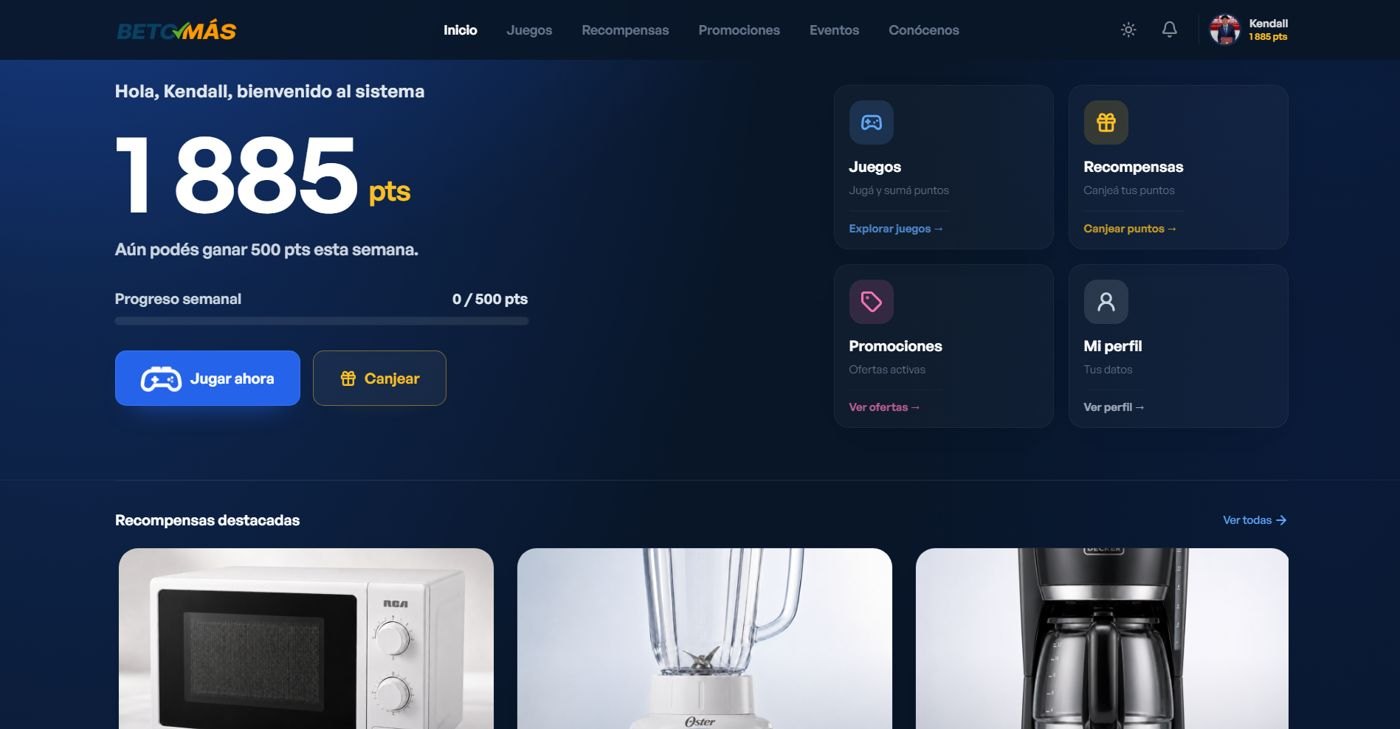 BETO MÁS
Inicio Juegos Recompensas Promociones Eventos Conócenos
Kendall
1 885 pts
Hola, Kendall, bienvenido al sistema
1 885 pts
Aún podés ganar 500 pts esta semana.
Progreso semanal 0 / 500 pts
Jugar ahora Canjear
Juegos
Jugá y sumá puntos
Explorar juegos →
Recompensas
Canjeá tus puntos
Canjear puntos →
Promociones
Ofertas activas
Ver ofertas →
Mi perfil
Tus datos
Ver perfil →
Recompensas destacadas Ver todas →
RCA
Oster
DECKER